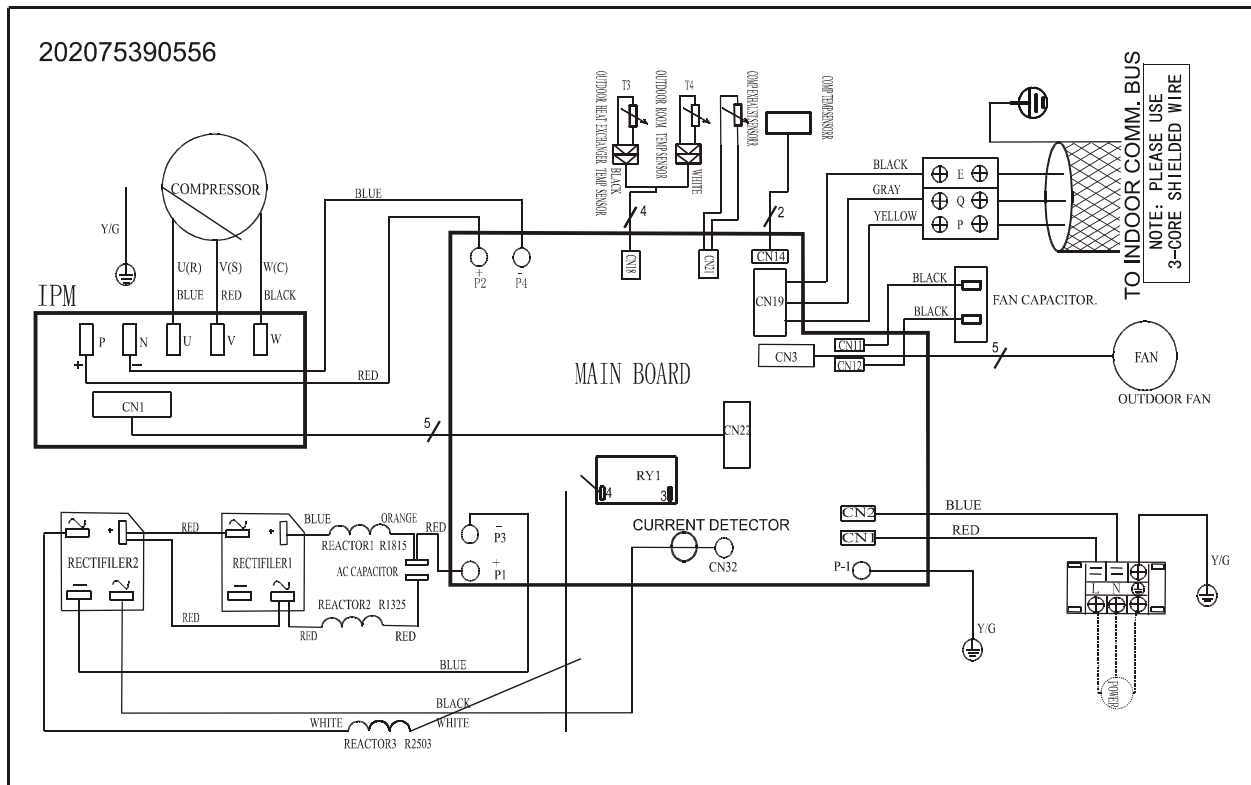 202075390556
OUTDOOR HEAT EXCHANGER TEMP SENSOR
T3
BLACK
OUTDOOR ROOM TEMP SENSOR
T4
WHITE
COMP.EXHAUST.SENSORR
COMP.TEMP.SENSORR
TO INDOOR COMM. BUS
NOTE: PLEASE USE
3-CORE SHIELDED WIRE
COMPRESSOR
Y/G
BLUE
4
2
BLACK
GRAY
YELLOW
E
Q
P
U(R)
V(S)
W(C)
BLUE
RED
BLACK
IPM
P
N
U
V
W
+
-
RED
CN1
5
+
P2
-
P4
CN18
CN21
CN14
CN19
BLACK
BLACK
FAN CAPACITOR.
CN11
CN12
CN3
5
FAN
OUTDOOR FAN
MAIN BOARD
CN22
RY1
4
3
CURRENT DETECTOR
CN32
CN2
CN1
P-1
BLUE
RED
Y/G
Y/G
L
N
POWER
RECTIFILER2
+
RED
RED
RECTIFILER1
+
BLUE
ORANGE
RED
REACTOR1 R1815
AC CAPACITOR
REACTOR2 R1325
RED
RED
-
P3
+
P1
BLUE
BLACK
WHITE
WHITE
REACTOR3 R2503